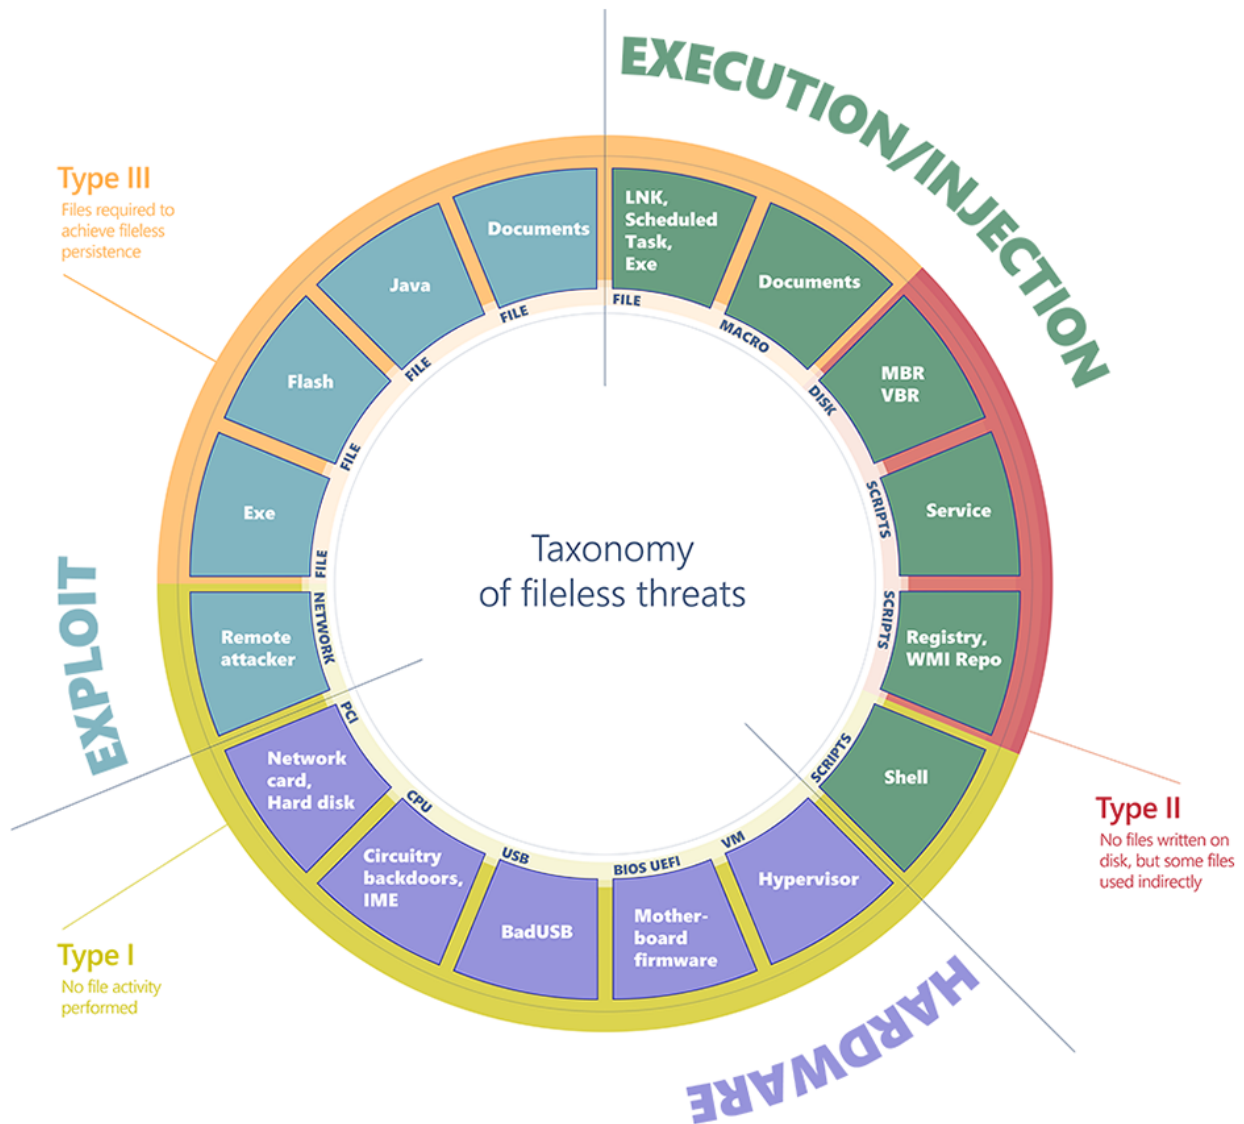 EXECUTION/INJECTION
Type III
Files required to
achieve fileless
persistence
Documents
FILE
Java
FILE
Flash
FILE
Exe
FILE
LNK,
Scheduled
Task,
Exe
FILE
Documents
MACRO
MBR
VBR
DISK
Service
SCRIPTS
Registry,
WMI Repo
SCRIPTS
Shell
SCRIPTS
Taxonomy
of fileless threats
EXPLOIT
Remote
attacker
NETWORK
Network
card,
Hard disk
PCI
Circuitry
backdoors,
IME
CPU
BadUSB
USB
Mother-
board
firmware
BIOS UEFI
Hypervisor
VM
Type II
No files written on
disk, but some files
used indirectly
Type I
No file activity
performed
HARDWARE